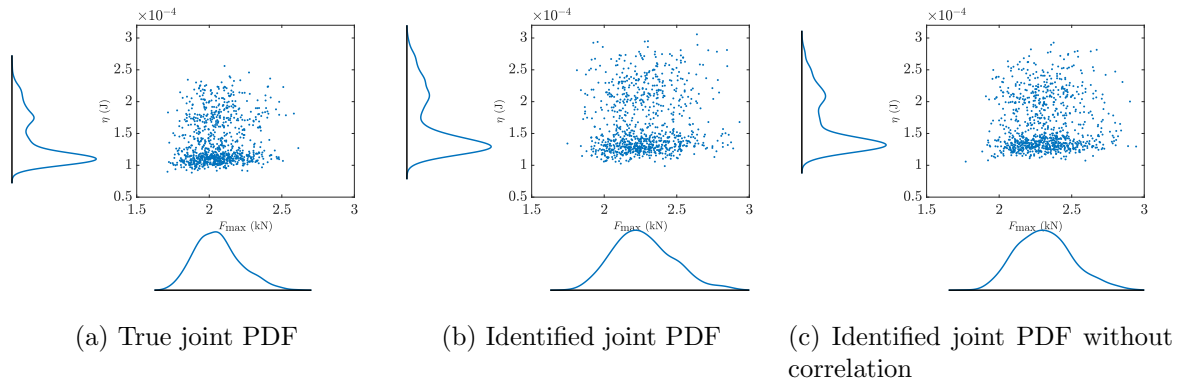 ×10⁻⁴
3
2.5
2
1.5
1
0.5
η (J)
1.5 2 2.5 3
F_max (kN)
(a) True joint PDF
×10⁻⁴
3
2.5
2
1.5
1
0.5
η (J)
1.5 2 2.5 3
F_max (kN)
(b) Identified joint PDF
×10⁻⁴
3
2.5
2
1.5
1
0.5
η (J)
1.5 2 2.5 3
F_max (kN)
(c) Identified joint PDF without
correlation